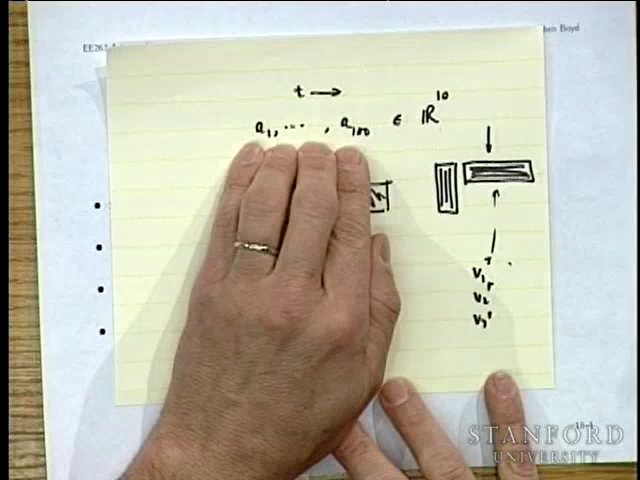 EE263
Boyd
t →
a₁, ⋯ , a₁₀₀ ∈ ℝ¹⁰
v₁ᵀ
v₂ᵀ
v₃ᵀ
STANFORD
UNIVERSITY